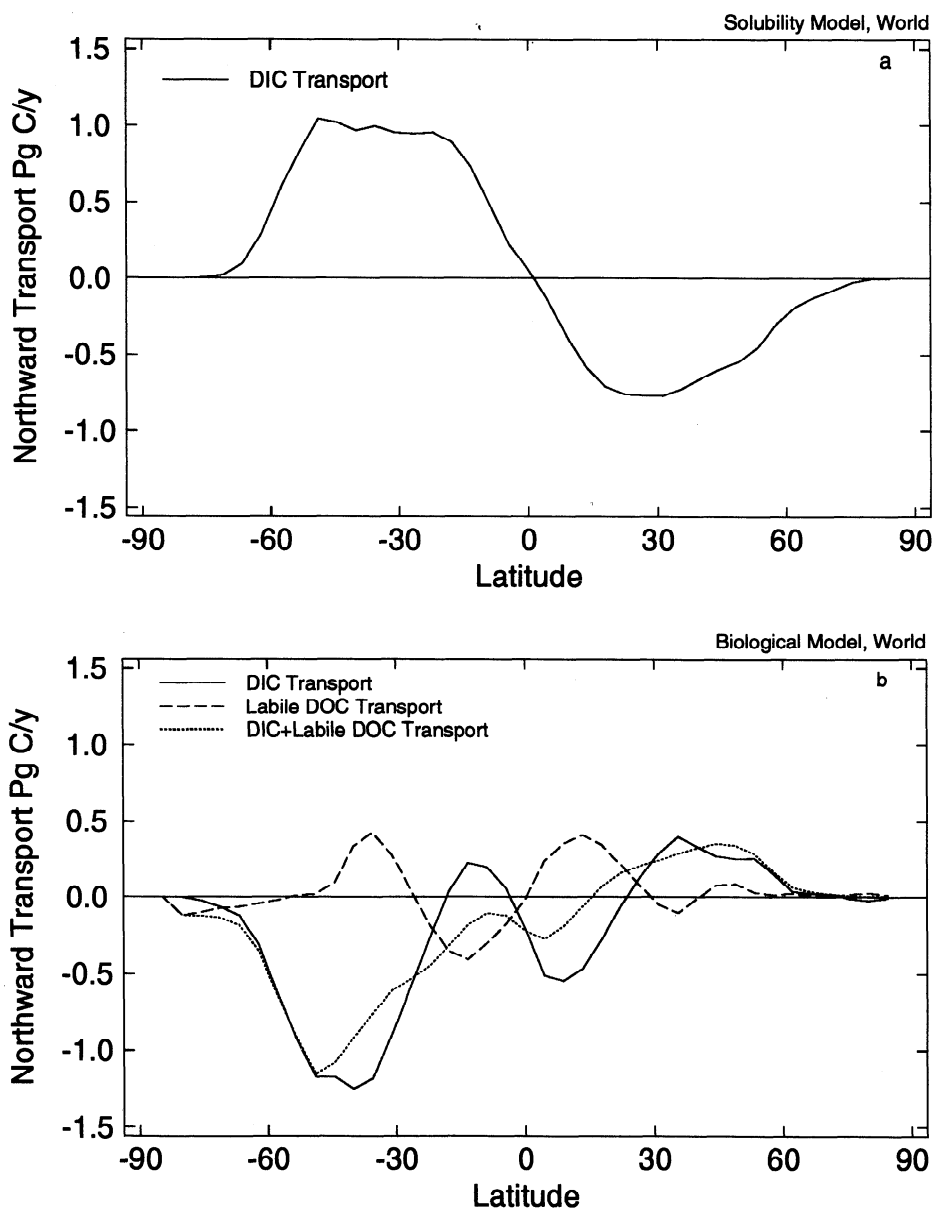 Solubility Model, World
a
DIC Transport
Northward Transport Pg C/y
1.5
1.0
0.5
0.0
-0.5
-1.0
-1.5
-90 -60 -30 0 30 60 90
Latitude
Biological Model, World
b
DIC Transport
Labile DOC Transport
DIC+Labile DOC Transport
Northward Transport Pg C/y
1.5
1.0
0.5
0.0
-0.5
-1.0
-1.5
-90 -60 -30 0 30 60 90
Latitude